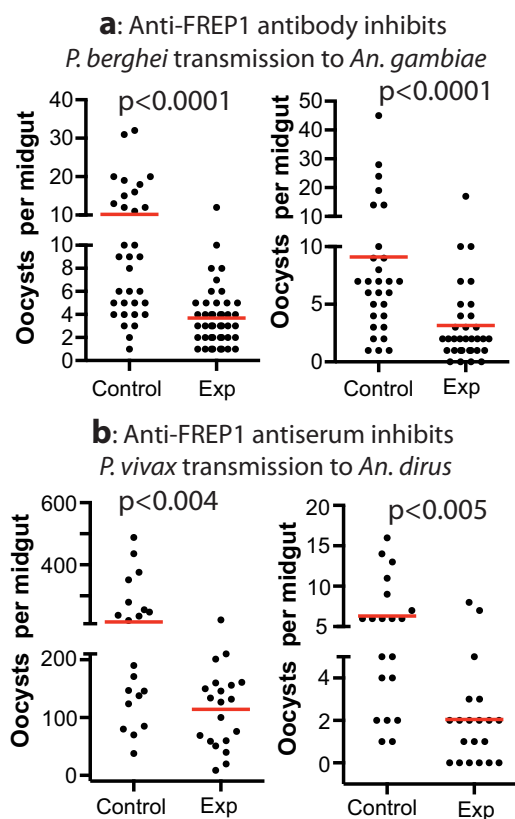 a: Anti-FREP1 antibody inhibits
P. berghei transmission to An. gambiae
p<0.0001
p<0.0001
Oocysts per midgut
40
30
20
10
10
8
6
4
2
0
Control
Exp
Oocysts per midgut
50
40
30
20
10
10
5
0
Control
Exp
b: Anti-FREP1 antiserum inhibits
P. vivax transmission to An. dirus
p<0.004
p<0.005
Oocysts per midgut
600
400
200
100
0
Control
Exp
Oocysts per midgut
20
15
10
5
4
2
0
Control
Exp